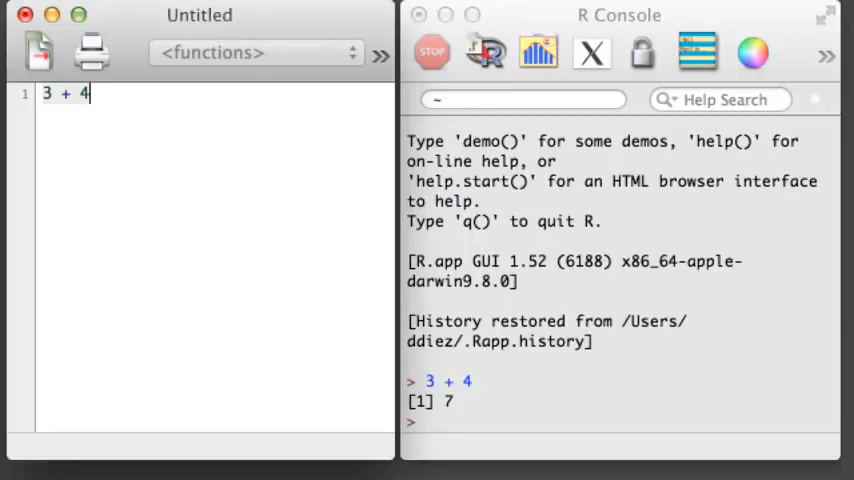 Untitled
<functions>
»
1 3 + 4
R Console
STOP
R
X
»
~
Help Search
Type 'demo()' for some demos, 'help()' for
on-line help, or
'help.start()' for an HTML browser interface
to help.
Type 'q()' to quit R.
[R.app GUI 1.52 (6188) x86_64-apple-
darwin9.8.0]
[History restored from /Users/
ddiez/.Rapp.history]
> 3 + 4
[1] 7
>